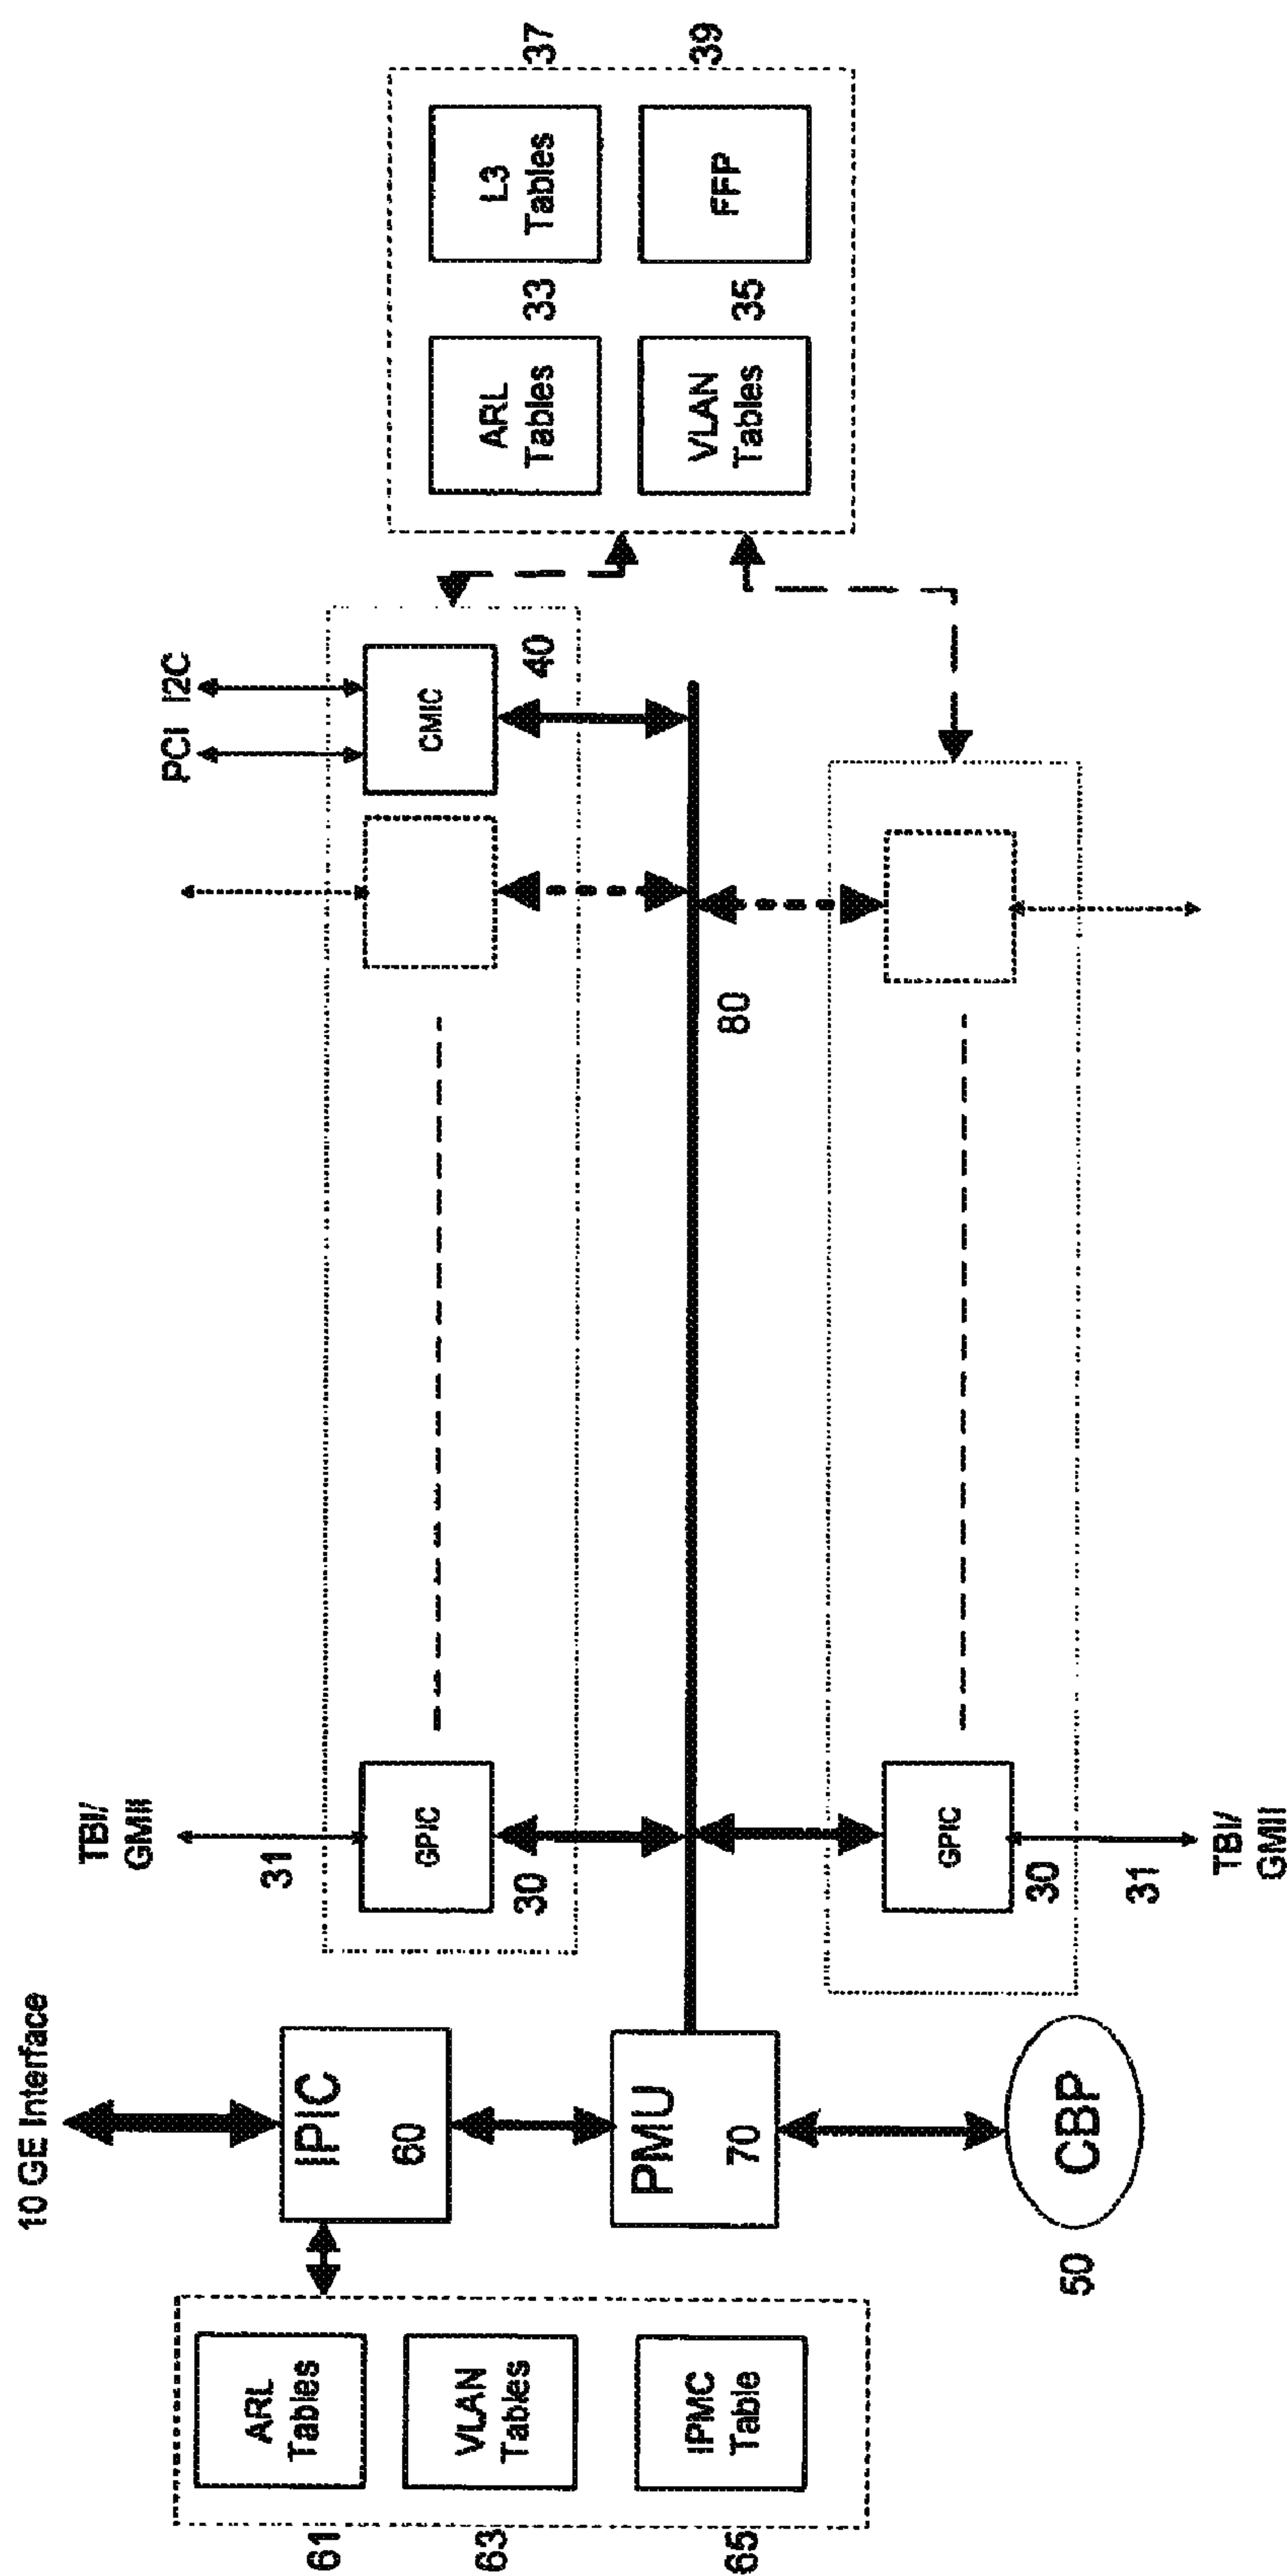 10 GE Interface
TBI/
GMII
PCI
I2C
ARL
Tables
61
VLAN
Tables
63
IPMC
Table
65
IPIC
60
PMU
70
CBP
50
31
GPIC
30
CMIC
40
80
GPIC
30
31
TBI/
GMII
ARL
Tables
33
L3
Tables
37
VLAN
Tables
35
FFP
39